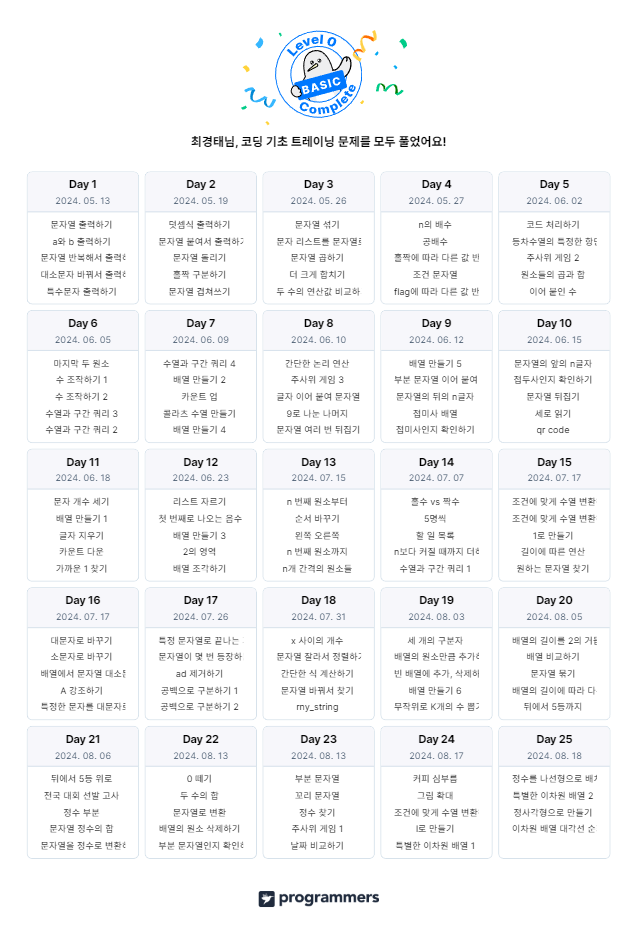 Level 0
BASIC
Complete
최경태님, 코딩 기초 트레이닝 문제를 모두 풀었어요!
Day 1
2024. 05. 13
문자열 출력하기
a와 b 출력하기
문자열 반복해서 출력하
대소문자 바꿔서 출력하
특수문자 출력하기
Day 2
2024. 05. 19
덧셈식 출력하기
문자열 붙여서 출력하기
문자열 돌리기
홀짝 구분하기
문자열 겹쳐쓰기
Day 3
2024. 05. 26
문자열 섞기
문자 리스트를 문자열로
문자열 곱하기
더 크게 합치기
두 수의 연산값 비교하
Day 4
2024. 05. 27
n의 배수
공배수
홀짝에 따라 다른 값 반
조건 문자열
flag에 따라 다른 값 반
Day 5
2024. 06. 02
코드 처리하기
등차수열의 특정한 항만
주사위 게임 2
원소들의 곱과 합
이어 붙인 수
Day 6
2024. 06. 05
마지막 두 원소
수 조작하기 1
수 조작하기 2
수열과 구간 쿼리 3
수열과 구간 쿼리 2
Day 7
2024. 06. 09
수열과 구간 쿼리 4
배열 만들기 2
카운트 업
콜라츠 수열 만들기
배열 만들기 4
Day 8
2024. 06. 10
간단한 논리 연산
주사위 게임 3
글자 이어 붙여 문자열
9로 나눈 나머지
문자열 여러 번 뒤집기
Day 9
2024. 06. 12
배열 만들기 5
부분 문자열 이어 붙여
문자열의 뒤의 n글자
접미사 배열
접미사인지 확인하기
Day 10
2024. 06. 15
문자열의 앞의 n글자
접두사인지 확인하기
문자열 뒤집기
세로 읽기
qr code
Day 11
2024. 06. 18
문자 개수 세기
배열 만들기 1
글자 지우기
카운트 다운
가까운 1 찾기
Day 12
2024. 06. 23
리스트 자르기
첫 번째로 나오는 음수
배열 만들기 3
2의 영역
배열 조각하기
Day 13
2024. 07. 15
n 번째 원소부터
순서 바꾸기
왼쪽 오른쪽
n 번째 원소까지
n개 간격의 원소들
Day 14
2024. 07. 07
홀수 vs 짝수
5명씩
할 일 목록
n보다 커질 때까지 더하
수열과 구간 쿼리 1
Day 15
2024. 07. 17
조건에 맞게 수열 변환
조건에 맞게 수열 변환
1로 만들기
길이에 따른 연산
원하는 문자열 찾기
Day 16
2024. 07. 17
대문자로 바꾸기
소문자로 바꾸기
배열에서 문자열 대소문
A 강조하기
특정한 문자를 대문자로
Day 17
2024. 07. 26
특정 문자열로 끝나는
문자열이 몇 번 등장하
ad 제거하기
공백으로 구분하기 1
공백으로 구분하기 2
Day 18
2024. 07. 31
x 사이의 개수
문자열 잘라서 정렬하기
간단한 식 계산하기
문자열 바꿔서 찾기
rny_string
Day 19
2024. 08. 03
세 개의 구분자
배열의 원소만큼 추가하
빈 배열에 추가, 삭제하
배열 만들기 6
무작위로 K개의 수 뽑기
Day 20
2024. 08. 05
배열의 길이를 2의 거듭
배열 비교하기
문자열 묶기
배열의 길이에 따라 다
뒤에서 5등까지
Day 21
2024. 08. 06
뒤에서 5등 위로
전국 대회 선발 고사
정수 부분
문자열 정수의 합
문자열을 정수로 변환하
Day 22
2024. 08. 13
0 떼기
두 수의 합
문자열로 변환
배열의 원소 삭제하기
부분 문자열인지 확인하
Day 23
2024. 08. 13
부분 문자열
꼬리 문자열
정수 찾기
주사위 게임 1
날짜 비교하기
Day 24
2024. 08. 17
커피 심부름
그림 확대
조건에 맞게 수열 변환
l로 만들기
특별한 이차원 배열 1
Day 25
2024. 08. 18
정수를 나선형으로 배치
특별한 이차원 배열 2
정사각형으로 만들기
이차원 배열 대각선 순
programmers